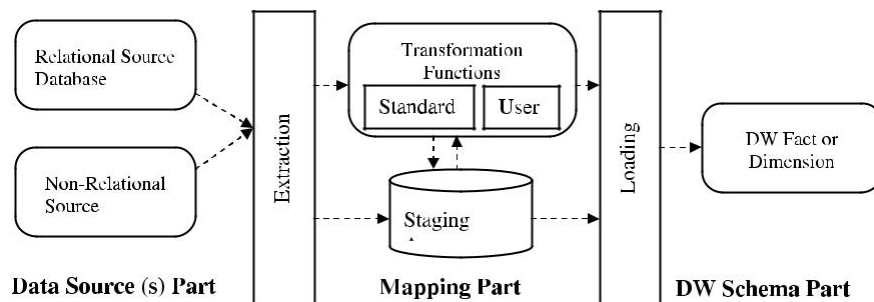 Relational Source
Database
Non-Relational
Source
Extraction
Transformation
Functions
Standard
User
Staging
Loading
DW Fact or
Dimension
Data Source (s) Part
Mapping Part
DW Schema Part